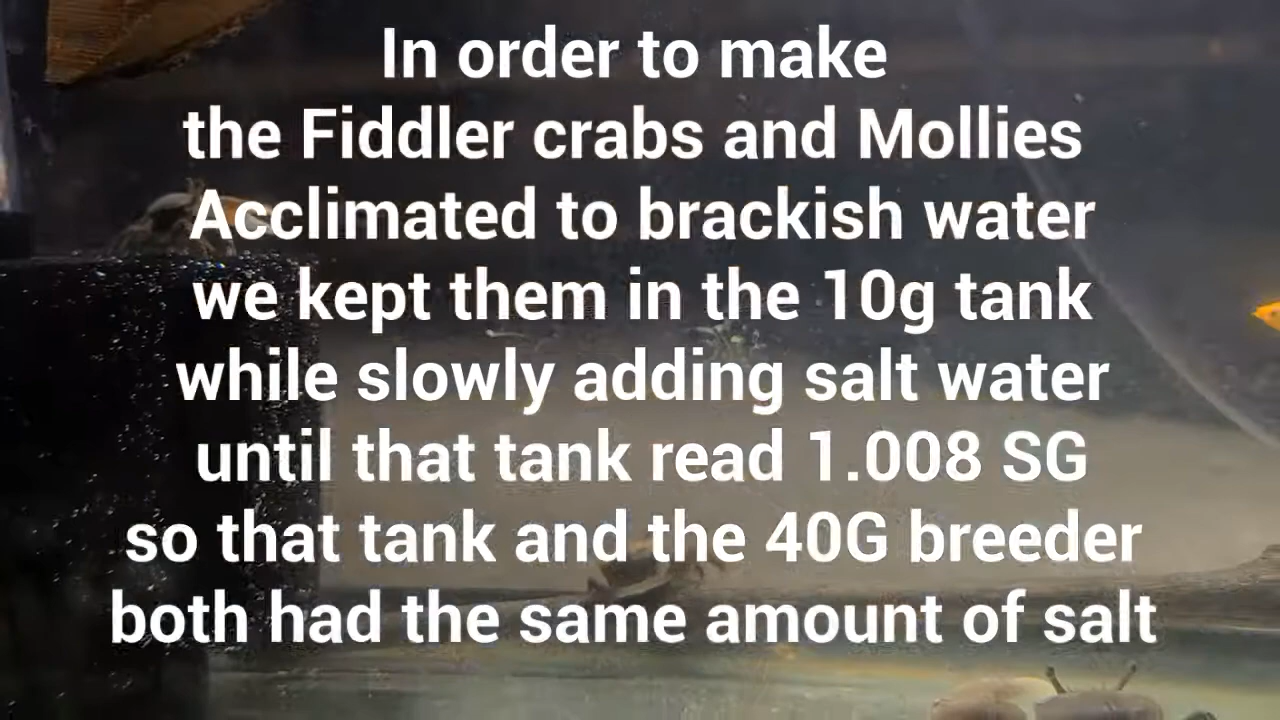 In order to make
the Fiddler crabs and Mollies
Acclimated to brackish water
we kept them in the 10g tank
while slowly adding salt water
until that tank read 1.008 SG
so that tank and the 40G breeder
both had the same amount of salt